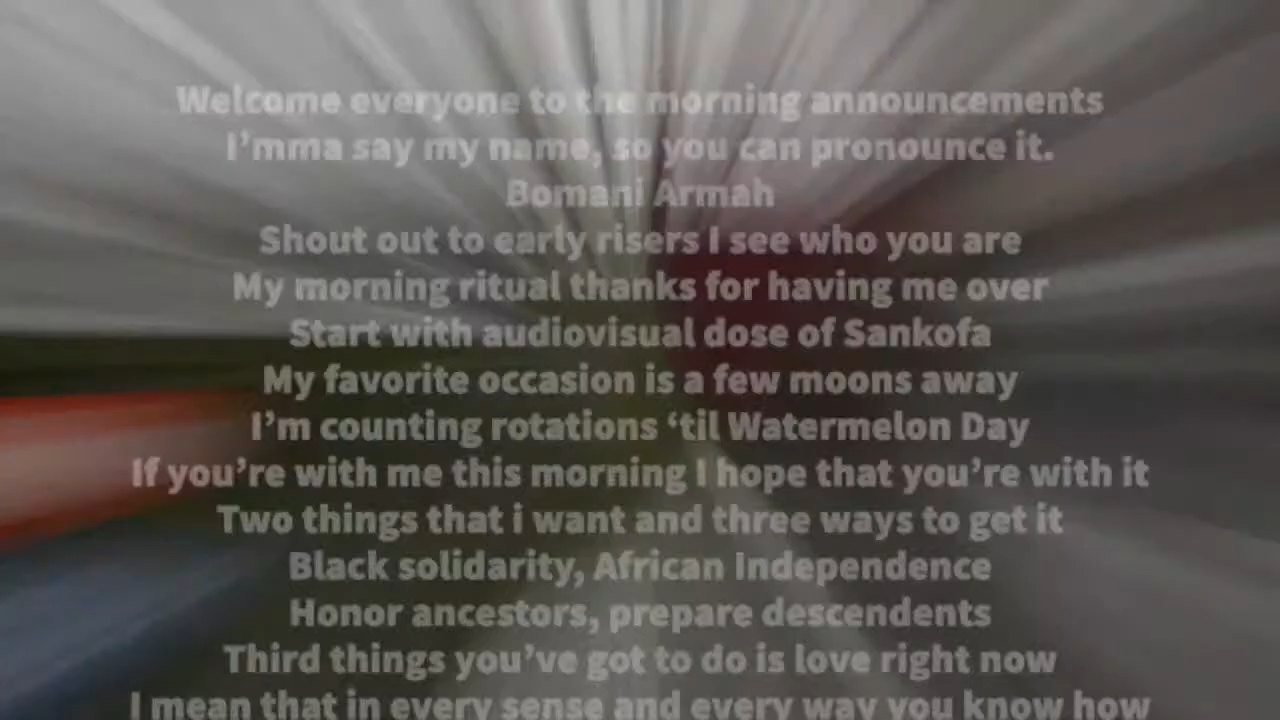 Welcome everyone to the morning announcements
I’mma say my name, so you can pronounce it.
Bomani Armah
Shout out to early risers I see who you are
My morning ritual thanks for having me over
Start with audiovisual dose of Sankofa
My favorite occasion is a few moons away
I’m counting rotations ‘til Watermelon Day
If you’re with me this morning I hope that you’re with it
Two things that i want and three ways to get it
Black solidarity, African Independence
Honor ancestors, prepare descendents
Third things you’ve got to do is love right now
I mean that in every sense and every way you know how